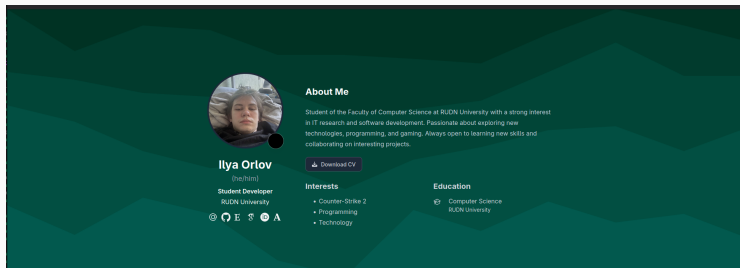 About Me
Student of the Faculty of Computer Science at RUDN University with a strong interest
in IT research and software development. Passionate about exploring new
technologies, programming, and gaming. Always open to learning new skills and
collaborating on interesting projects.
Download CV
Ilya Orlov
(he/him)
Student Developer
RUDN University
Interests
• Counter-Strike 2
• Programming
• Technology
Education
Computer Science
RUDN University